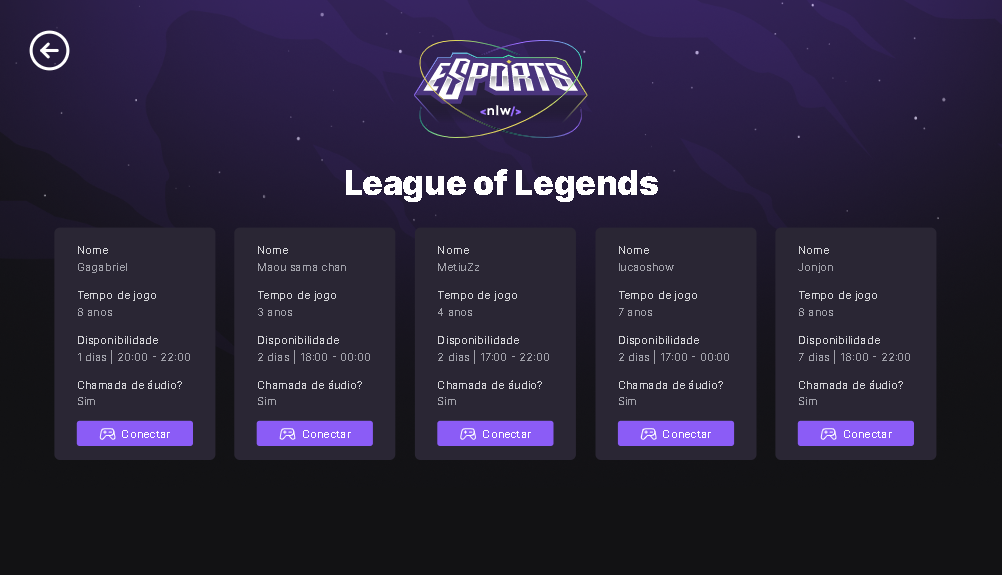 ESPORTS
<nlw/>
League of Legends
Nome
Gagabriel
Tempo de jogo
8 anos
Disponibilidade
1 dias | 20:00 - 22:00
Chamada de áudio?
Sim
Conectar
Nome
Maou sama chan
Tempo de jogo
3 anos
Disponibilidade
2 dias | 18:00 - 00:00
Chamada de áudio?
Sim
Conectar
Nome
MetiuZz
Tempo de jogo
4 anos
Disponibilidade
2 dias | 17:00 - 22:00
Chamada de áudio?
Sim
Conectar
Nome
lucaoshow
Tempo de jogo
7 anos
Disponibilidade
2 dias | 17:00 - 00:00
Chamada de áudio?
Sim
Conectar
Nome
Jonjon
Tempo de jogo
8 anos
Disponibilidade
7 dias | 18:00 - 22:00
Chamada de áudio?
Sim
Conectar